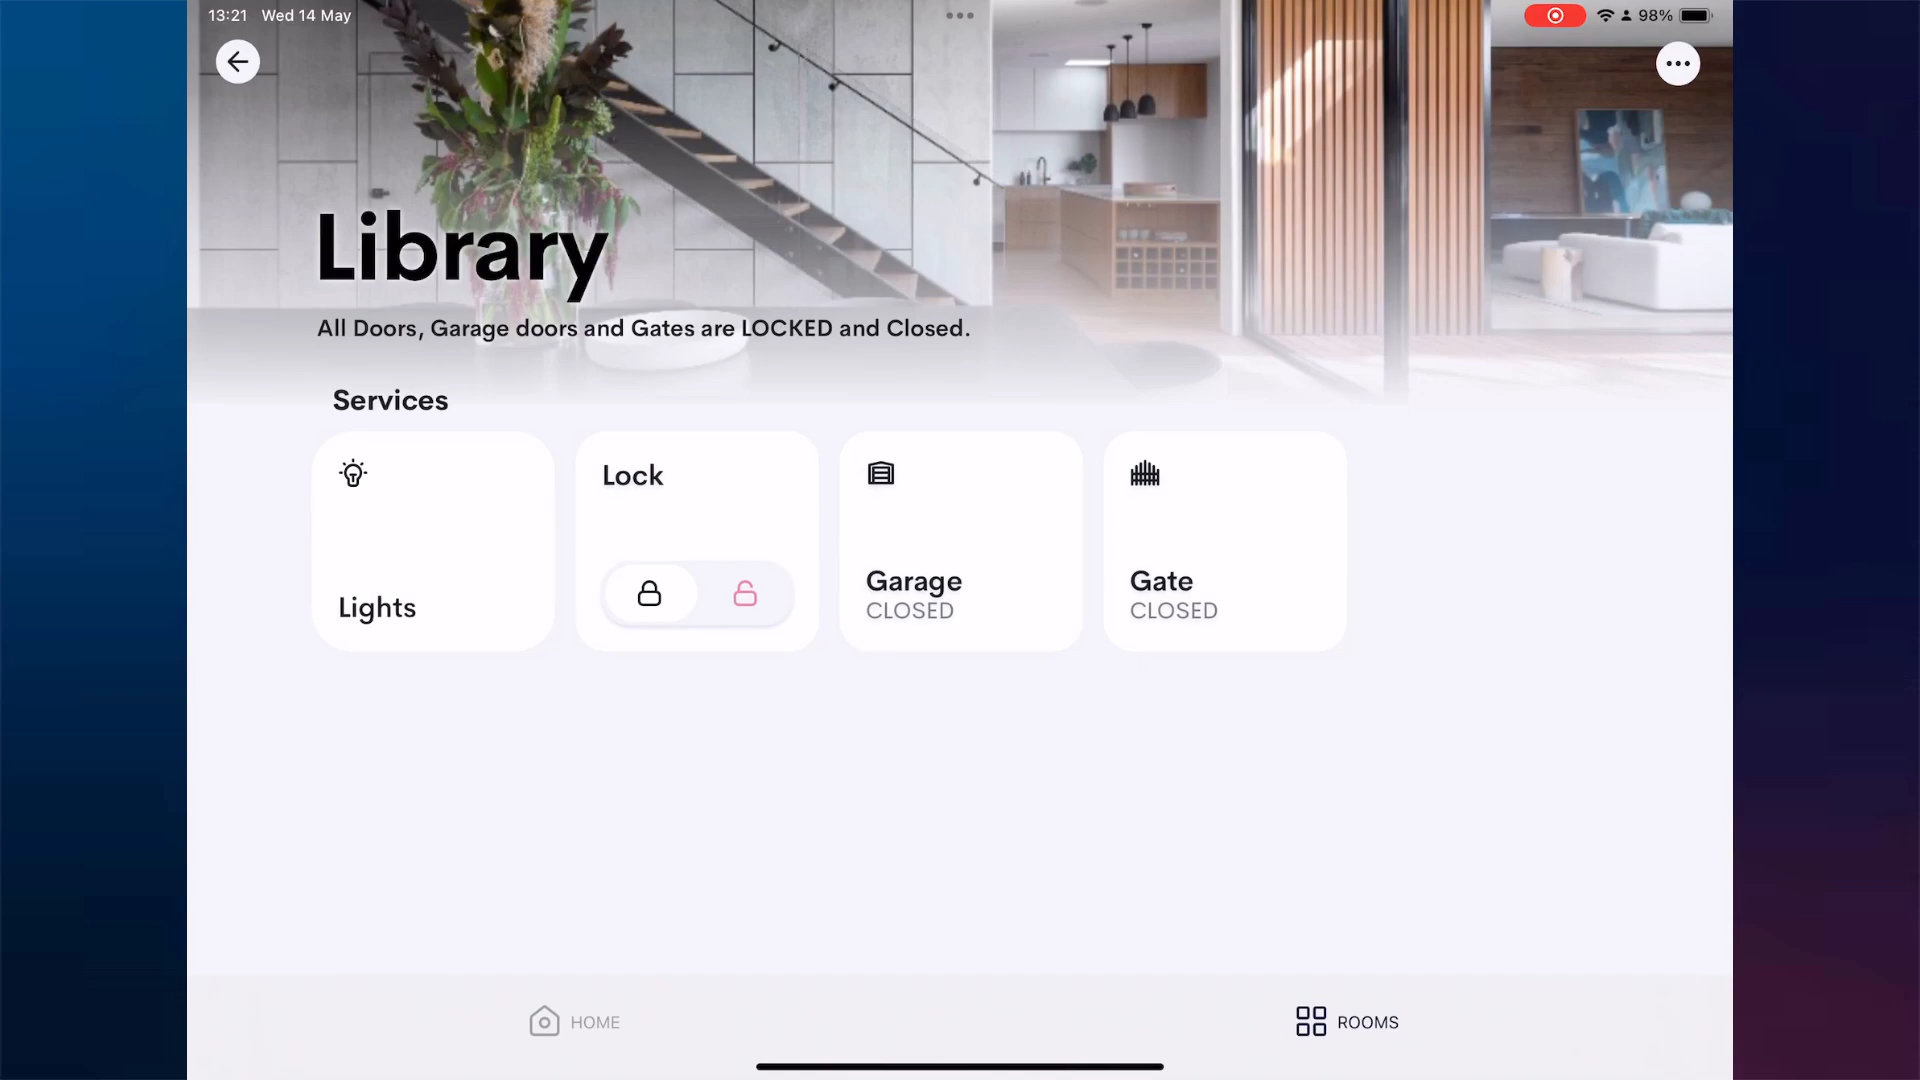 13:21 Wed 14 May
98%
Library
All Doors, Garage doors and Gates are LOCKED and Closed.
Services
Lights
Lock
Garage
CLOSED
Gate
CLOSED
HOME
ROOMS